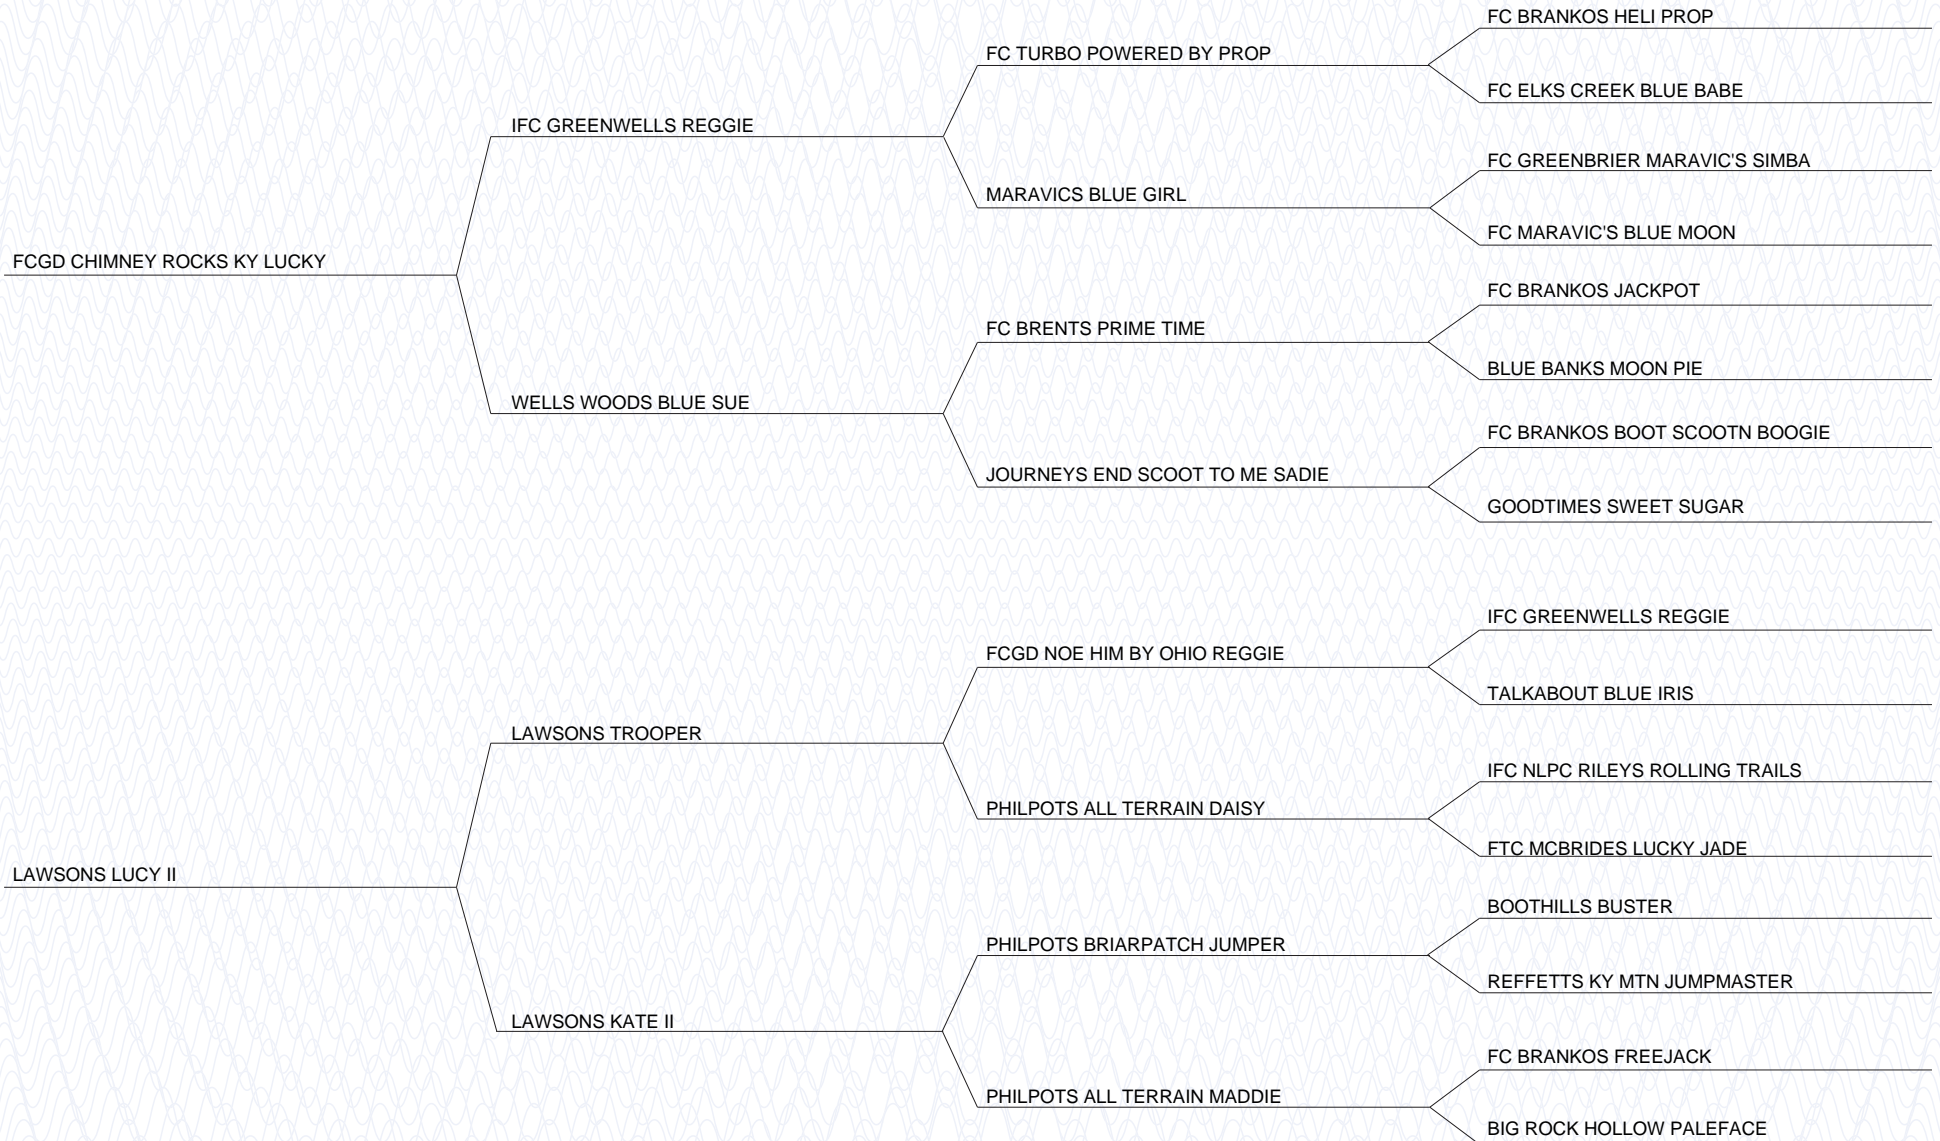 FC BRANKOS HELI PROP
FC TURBO POWERED BY PROP
FC ELKS CREEK BLUE BABE
IFC GREENWELLS REGGIE
FC GREENBRIER MARAVIC'S SIMBA
MARAVICS BLUE GIRL
FC MARAVIC'S BLUE MOON
FCGD CHIMNEY ROCKS KY LUCKY
FC BRANKOS JACKPOT
FC BRENTS PRIME TIME
BLUE BANKS MOON PIE
WELLS WOODS BLUE SUE
FC BRANKOS BOOT SCOOTN BOOGIE
JOURNEYS END SCOOT TO ME SADIE
GOODTIMES SWEET SUGAR
IFC GREENWELLS REGGIE
FCGD NOE HIM BY OHIO REGGIE
TALKABOUT BLUE IRIS
LAWSONS TROOPER
IFC NLPC RILEYS ROLLING TRAILS
PHILPOTS ALL TERRAIN DAISY
FTC MCBRIDES LUCKY JADE
LAWSONS LUCY II
BOOTHILLS BUSTER
PHILPOTS BRIARPATCH JUMPER
REFFETTS KY MTN JUMPMASTER
LAWSONS KATE II
FC BRANKOS FREEJACK
PHILPOTS ALL TERRAIN MADDIE
BIG ROCK HOLLOW PALEFACE